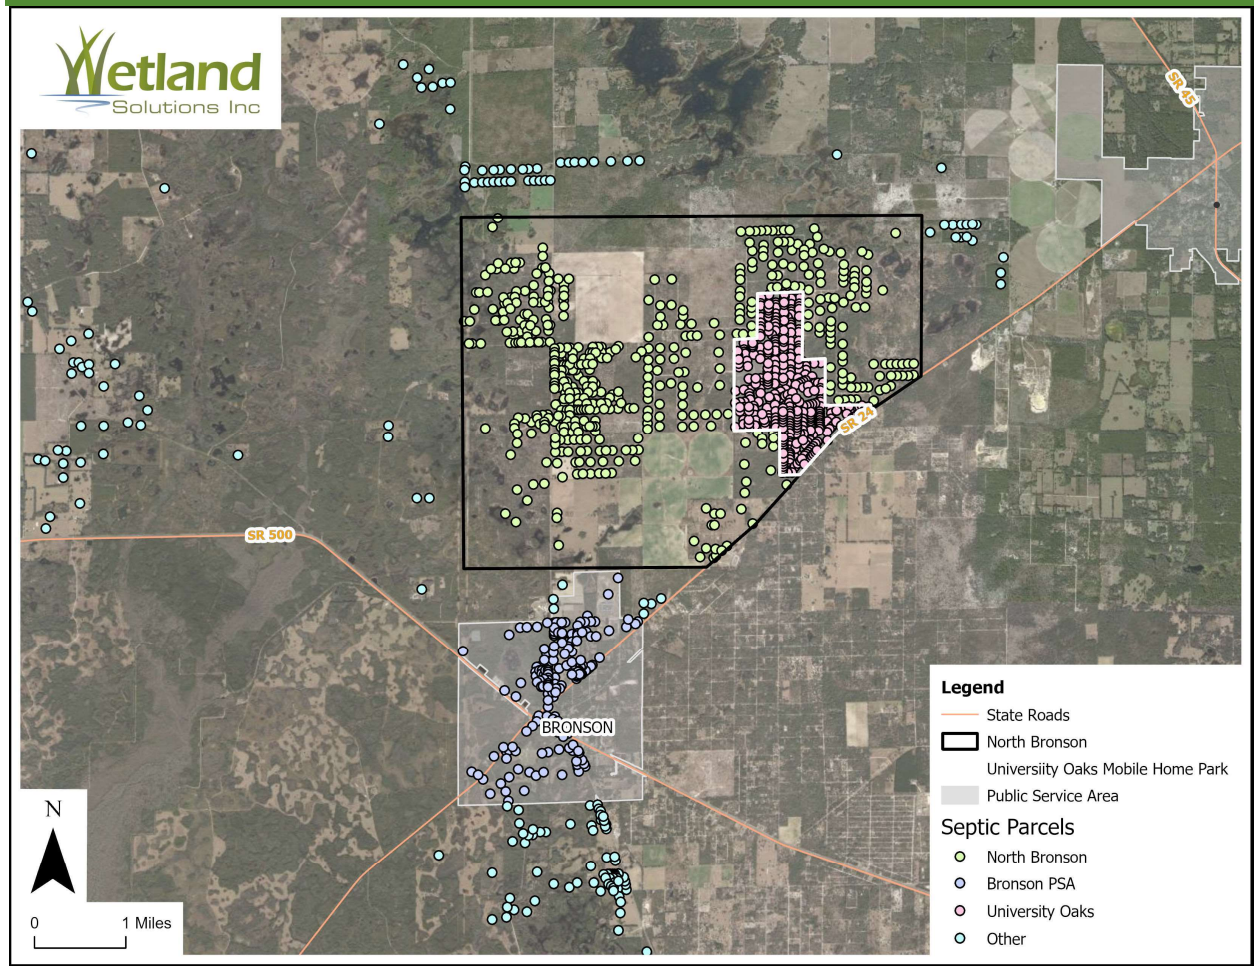 Wetland
Solutions Inc
SR 45
SR 24
SR 500
BRONSON
N
0 1 Miles
Legend
State Roads
North Bronson
Universiity Oaks Mobile Home Park
Public Service Area
Septic Parcels
North Bronson
Bronson PSA
University Oaks
Other